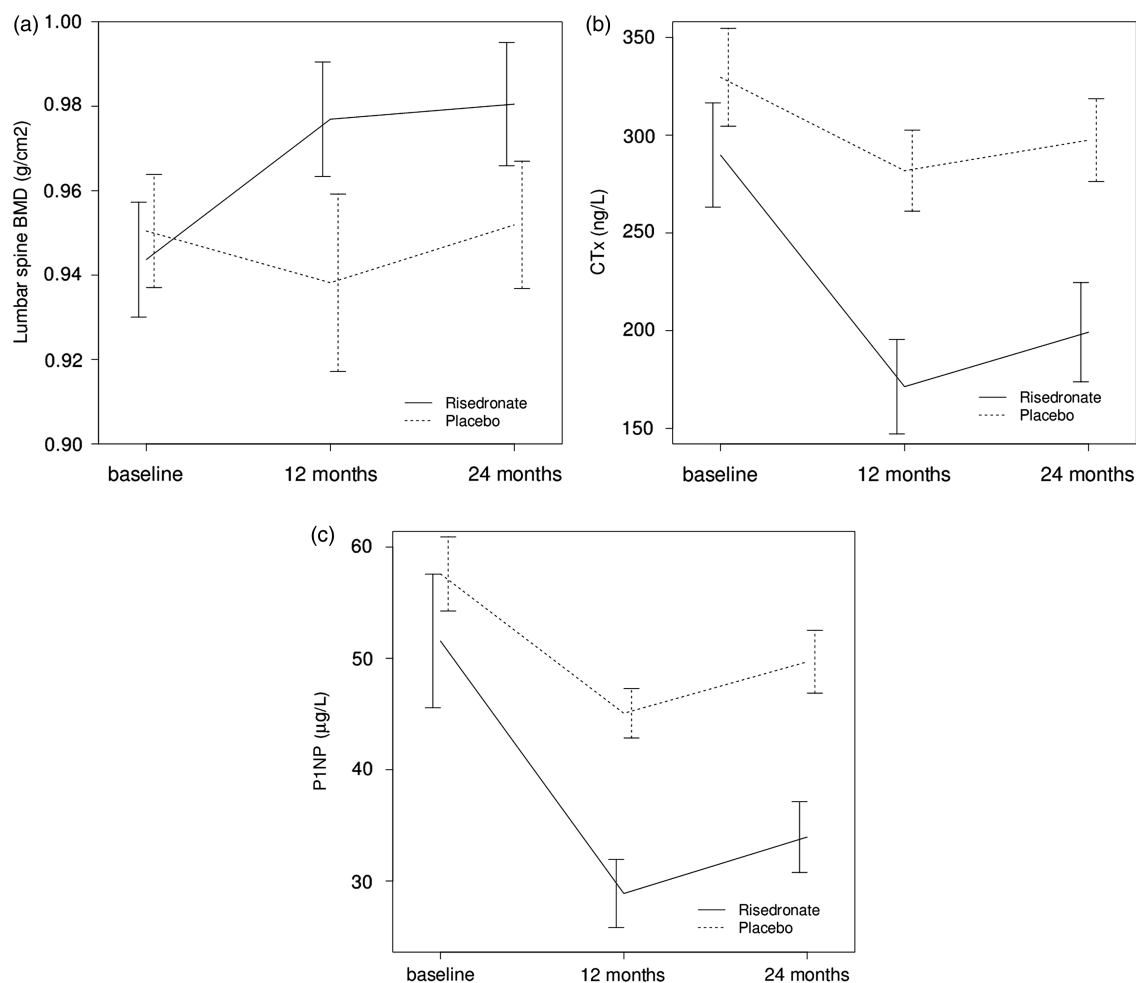 (a)
Lumbar spine BMD (g/cm2)
1.00
0.98
0.96
0.94
0.92
0.90
Risedronate
Placebo
baseline
12 months
24 months
(b)
CTx (ng/L)
350
300
250
200
150
Risedronate
Placebo
baseline
12 months
24 months
(c)
P1NP (µg/L)
60
50
40
30
Risedronate
Placebo
baseline
12 months
24 months